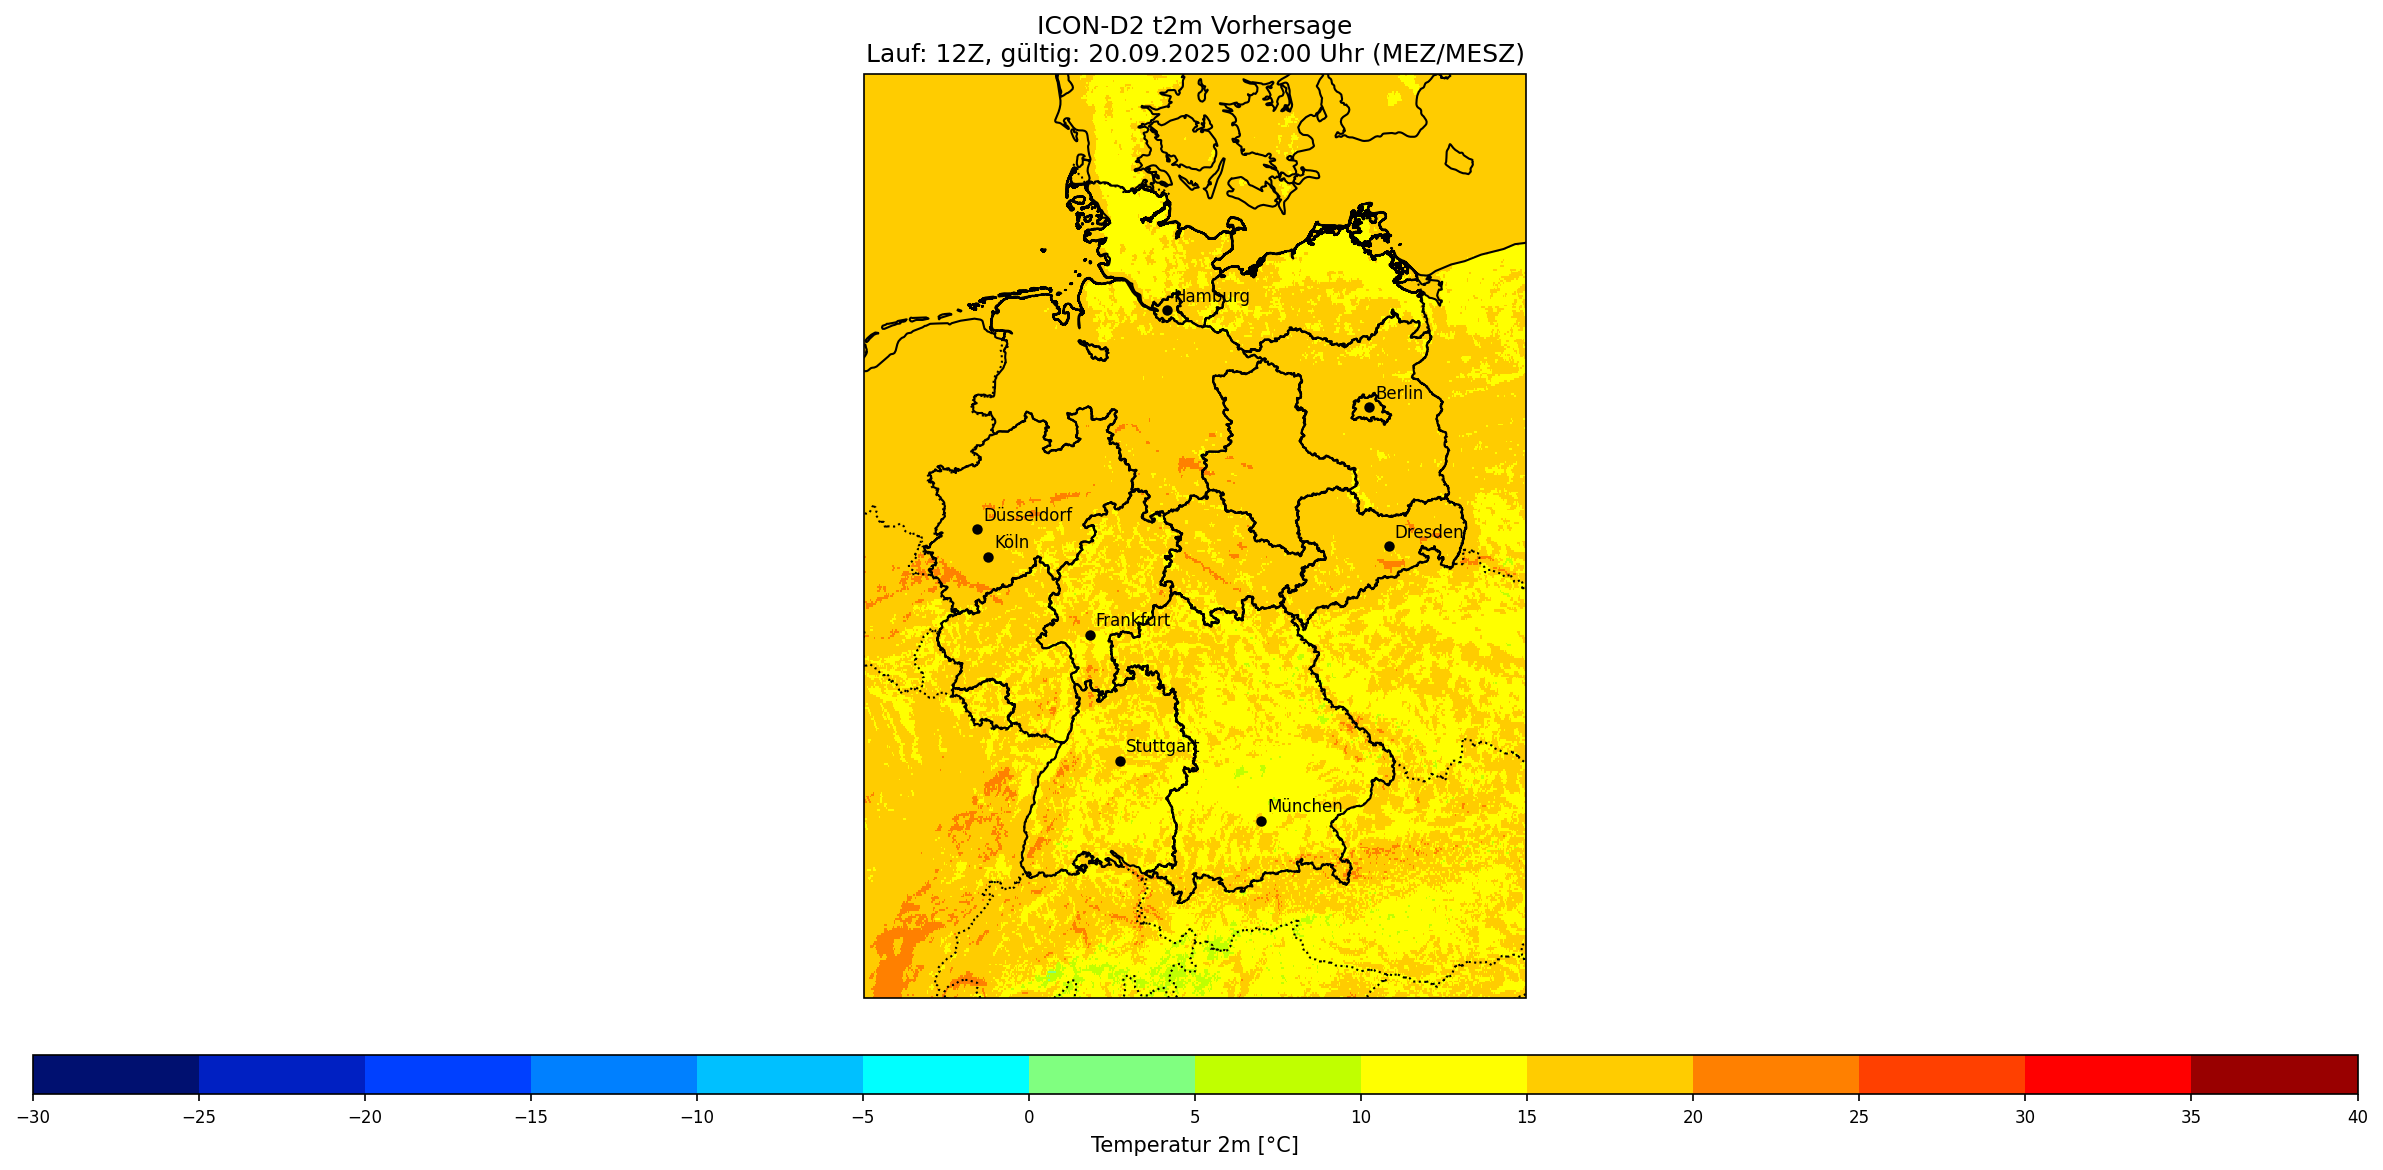 ICON-D2 t2m Vorhersage
Lauf: 12Z, gültig: 20.09.2025 02:00 Uhr (MEZ/MESZ)
Hamburg
Berlin
Düsseldorf
Dresden
Köln
Frankfurt
Stuttgart
München
−30 −25 −20 −15 −10 −5 0 5 10 15 20 25 30 35 40
Temperatur 2m [°C]